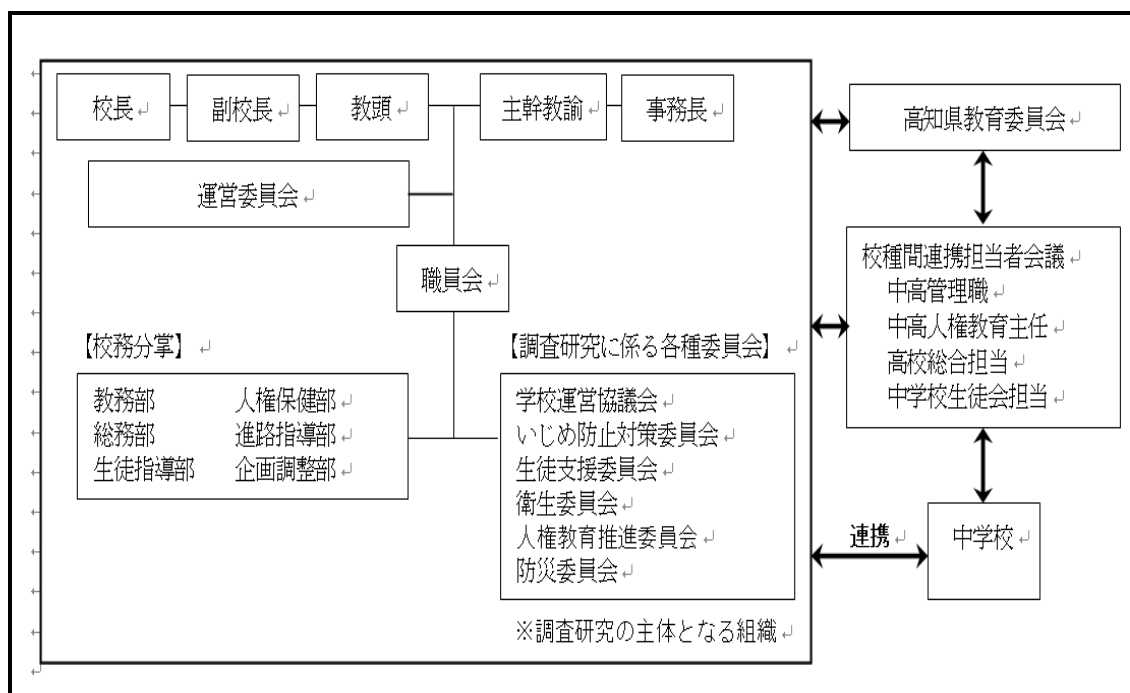 校長 副校長 教頭 主幹教諭 事務長
運営委員会
職員会
【校務分掌】
教務部 人権保健部
総務部 進路指導部
生徒指導部 企画調整部
【調査研究に係る各種委員会】
学校運営協議会
いじめ防止対策委員会
生徒支援委員会
衛生委員会
人権教育推進委員会
防災委員会
※調査研究の主体となる組織
高知県教育委員会
校種間連携担当者会議
中高管理職
中高人権教育主任
高校総合担当
中学校生徒会担当
連携
中学校